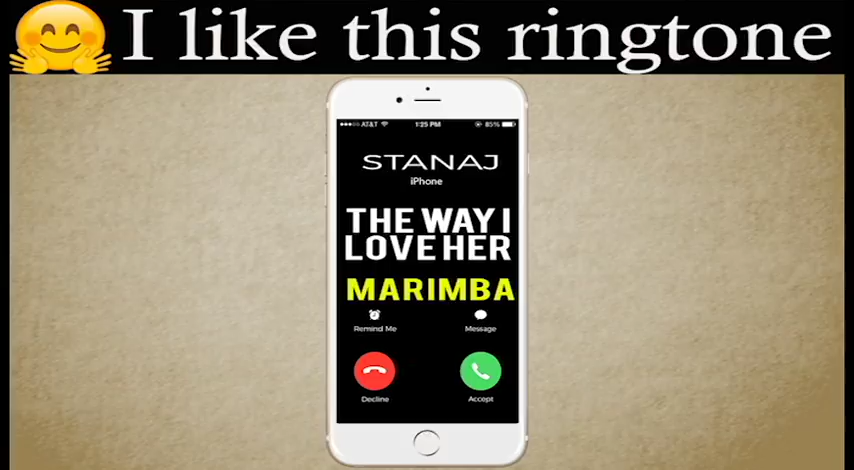 I like this ringtone
AT&T 1:25 PM 85%
STANAJ
iPhone
THE WAY I
LOVE HER
MARIMBA
Remind Me Message
Decline Accept